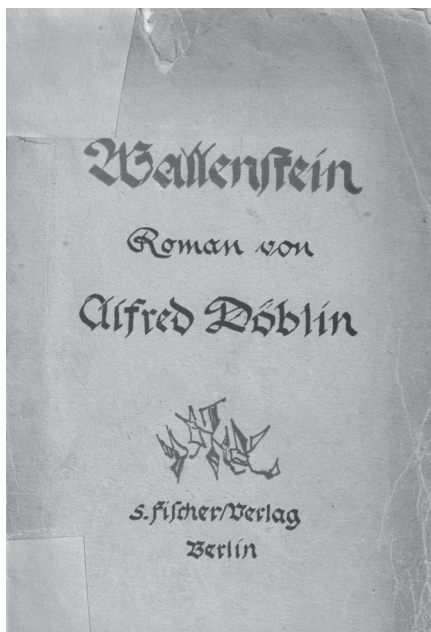 Wallenstein
Roman von
Alfred Döblin
S. Fischer/Verlag
Berlin